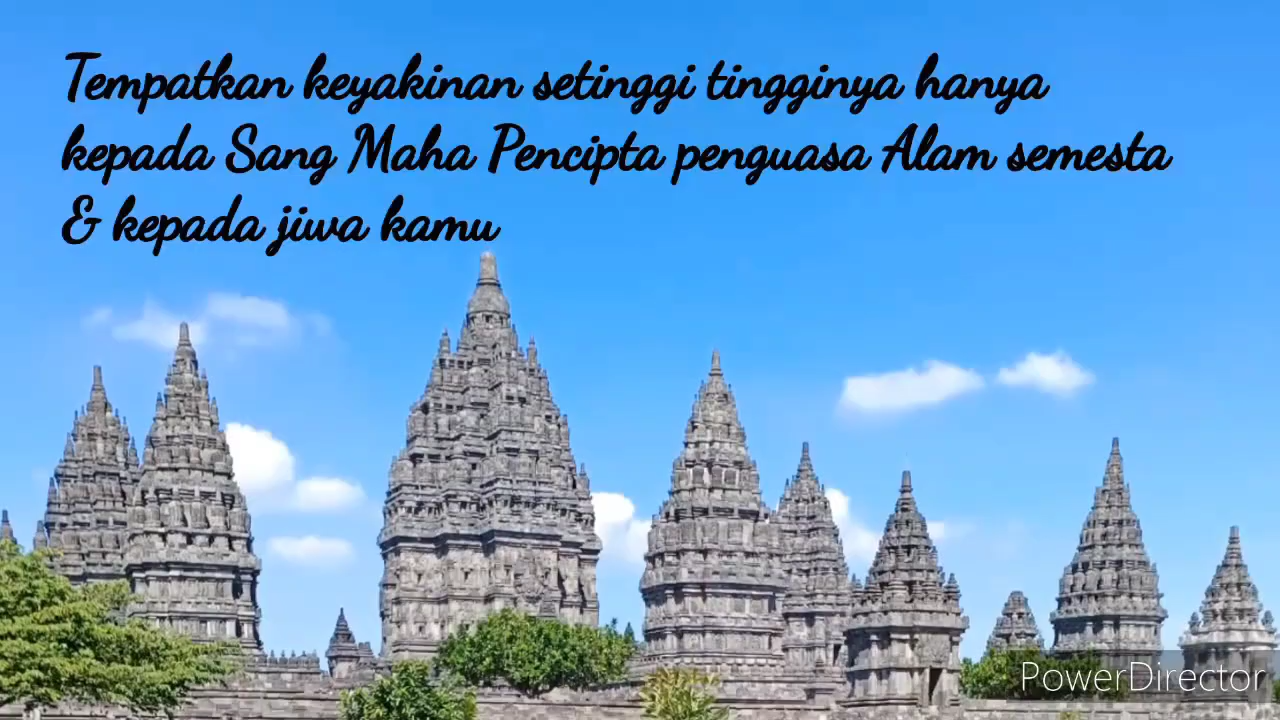 Tempatkan keyakinan setinggi tingginya hanya
kepada Sang Maha Pencipta penguasa Alam semesta
& kepada jiwa kamu
PowerDirector